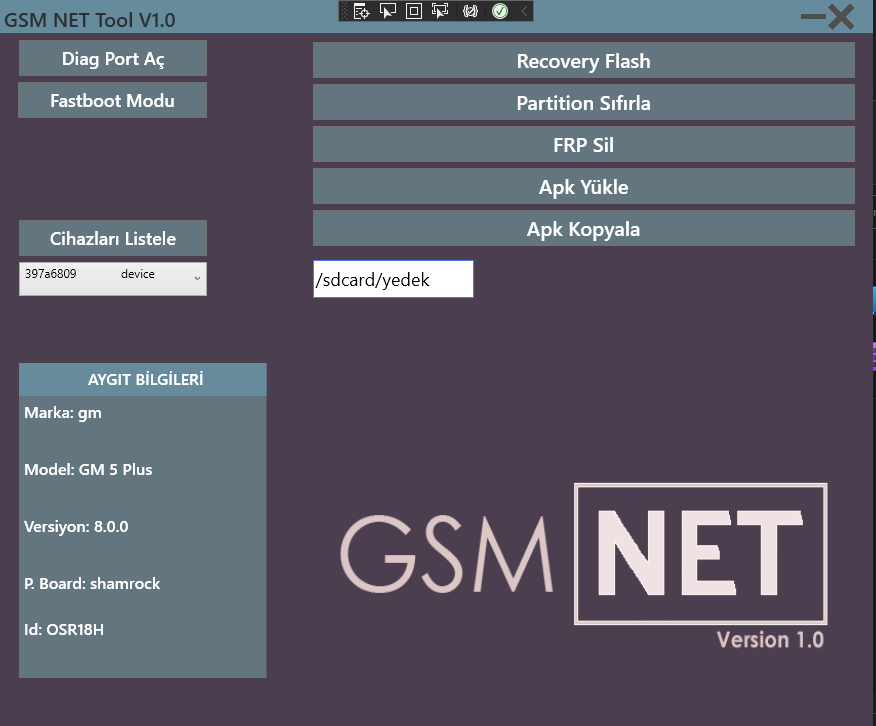 GSM NET Tool V1.0
Diag Port Aç
Fastboot Modu
Cihazları Listele
397a6809 device
Recovery Flash
Partition Sıfırla
FRP Sil
Apk Yükle
Apk Kopyala
/sdcard/yedek
AYGIT BİLGİLERİ
Marka: gm
Model: GM 5 Plus
Versiyon: 8.0.0
P. Board: shamrock
Id: OSR18H
GSM NET
Version 1.0